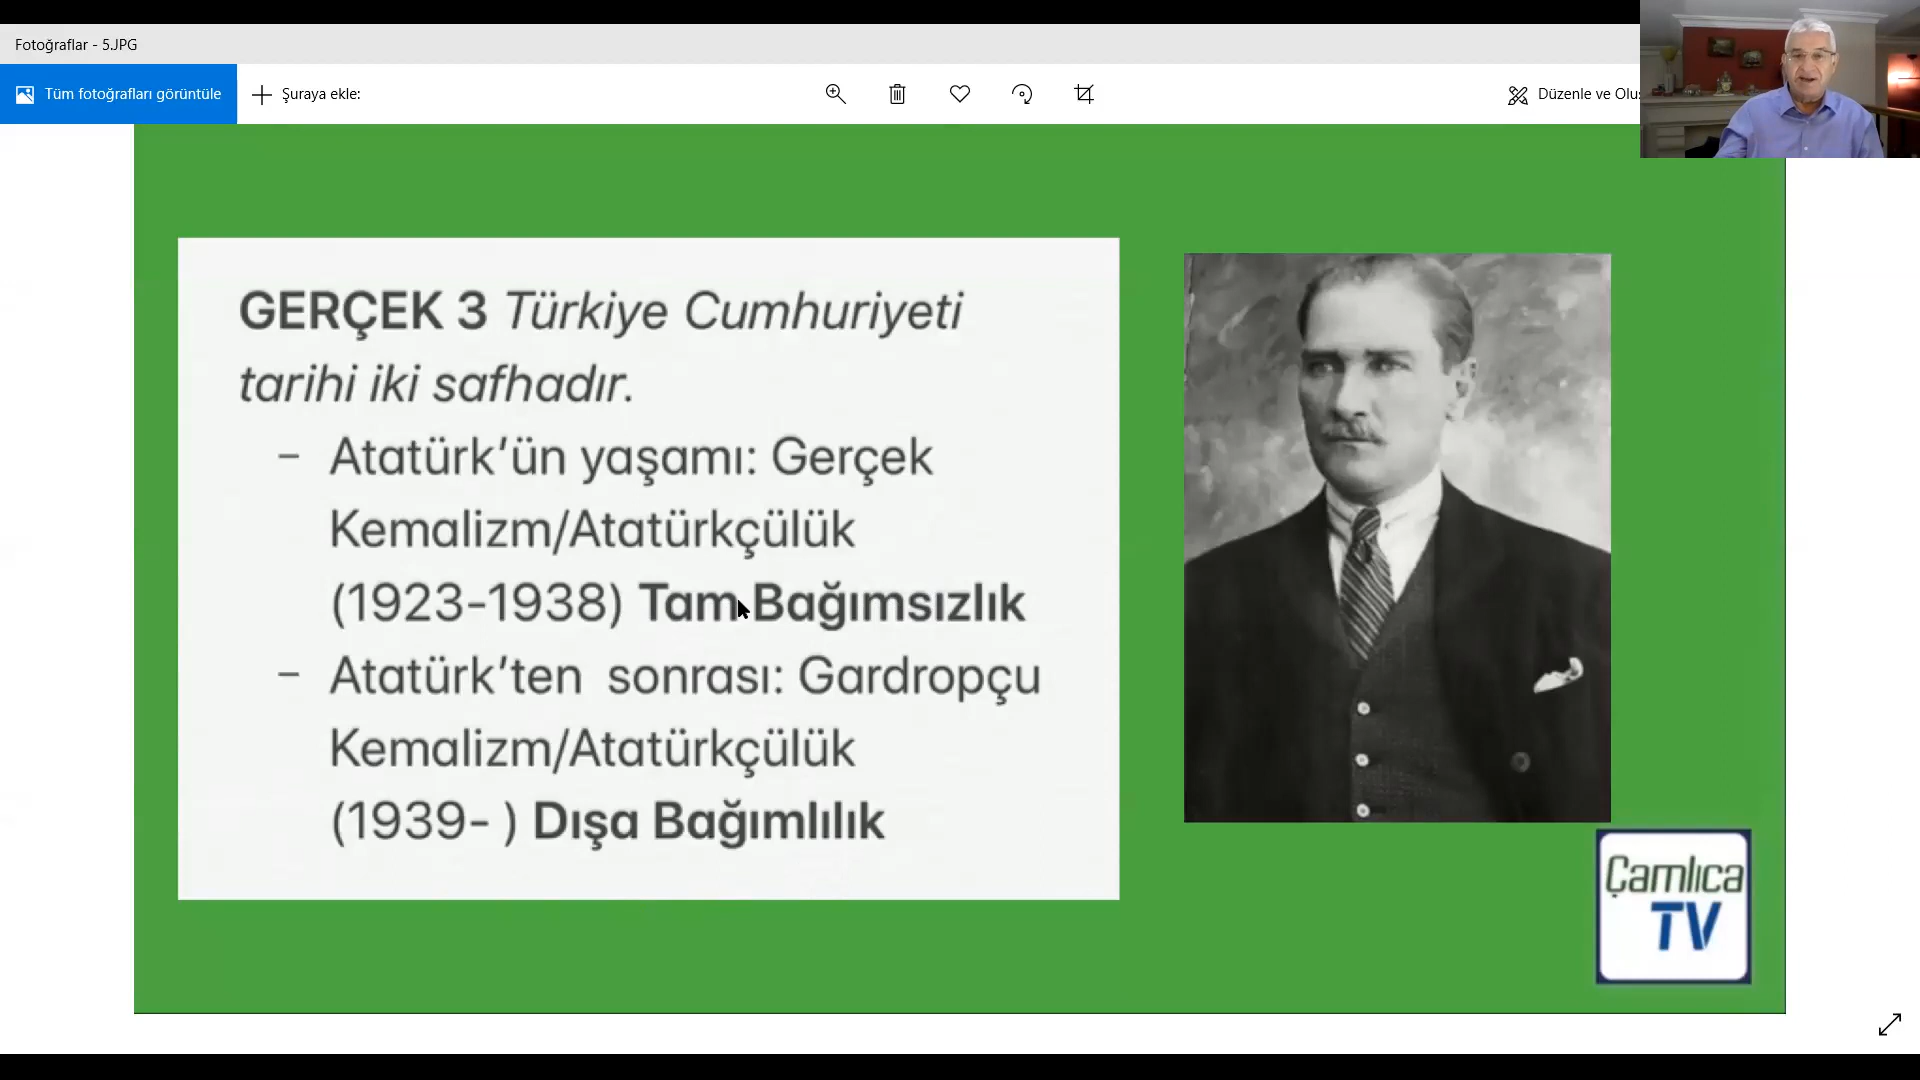 Fotoğraflar - 5.JPG
Tüm fotoğrafları görüntüle
Şuraya ekle:
Düzenle ve Oluş
GERÇEK 3 Türkiye Cumhuriyeti
tarihi iki safhadır.
– Atatürk'ün yaşamı: Gerçek
Kemalizm/Atatürkçülük
(1923-1938) Tam Bağımsızlık
– Atatürk'ten sonrası: Gardropçu
Kemalizm/Atatürkçülük
(1939- ) Dışa Bağımlılık
Çamlıca
TV